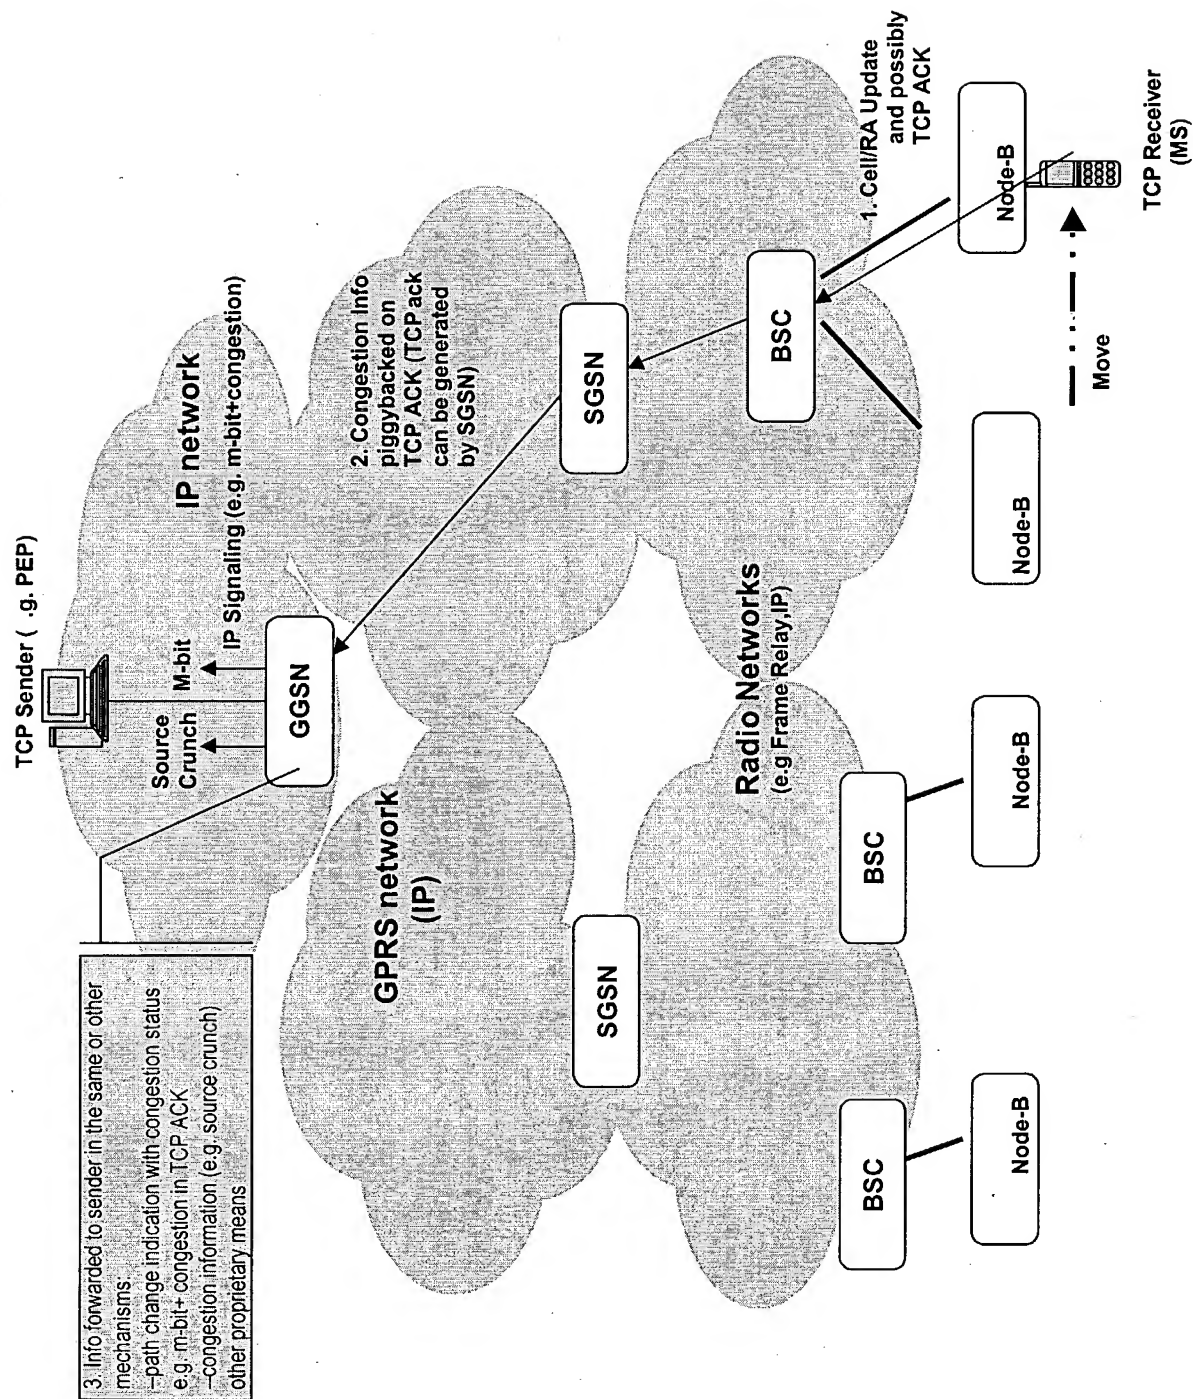 TCP Sender ( .g. PEP)
3. Info forwarded to sender in the same or other
mechanisms:
–path change indication with congestion status
e.g. m-bit+ congestion in TCP ACK
–congestion information (e.g. source crunch)
other proprietary means
Source
Crunch
M-bit
IP network
IP Signaling (e.g. m-bit+congestion)
GGSN
GPRS network
(IP)
2. Congestion Info
piggybacked on
TCP ACK (TCP ack
can be generated
by SGSN)
SGSN
SGSN
Radio Networks
(e.g Frame Relay,IP)
1. Cell/RA Update
and possibly
TCP ACK
BSC
BSC
BSC
Node-B
Node-B
Node-B
Node-B
Move
TCP Receiver
(MS)